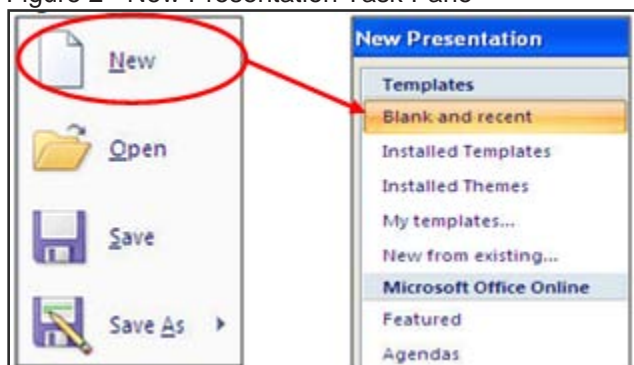 Figure 2 - New Presentation Task Pane
New
Open
Save
Save As
New Presentation
Templates
Blank and recent
Installed Templates
Installed Themes
My templates...
New from existing...
Microsoft Office Online
Featured
Agendas